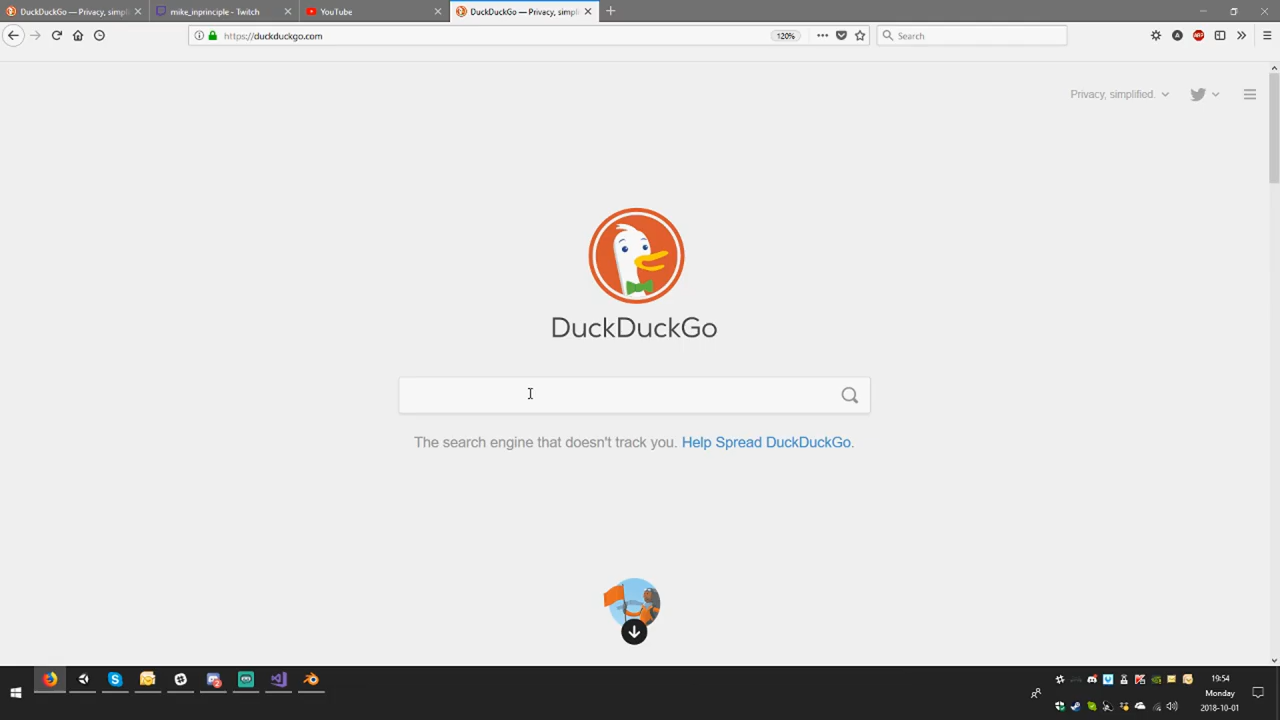 DuckDuckGo — Privacy, simpl
mike_inprinciple - Twitch
YouTube
DuckDuckGo — Privacy, simpl
https://duckduckgo.com
120%
Search
Privacy, simplified.
DuckDuckGo
The search engine that doesn't track you. Help Spread DuckDuckGo.
19:54
Monday
2018-10-01